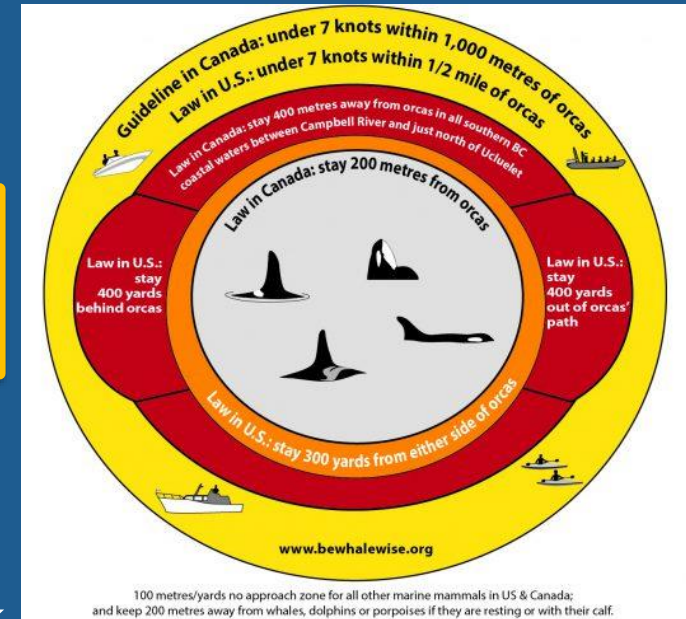 Guideline in Canada: under 7 knots within 1,000 metres of orcas
Law in U.S.: under 7 knots within 1/2 mile of orcas
Law in Canada: stay 400 metres away from orcas in all southern BC
coastal waters between Campbell River and just north of Ucluelet
Law in Canada: stay 200 metres from orcas
Law in U.S.:
stay
400 yards
behind orcas
Law in U.S.:
stay
400 yards
out of orcas'
path
Law in U.S.: stay 300 yards from either side of orcas
www.bewhalewise.org
100 metres/yards no approach zone for all other marine mammals in US & Canada;
and keep 200 metres away from whales, dolphins or porpoises if they are resting or with their calf.